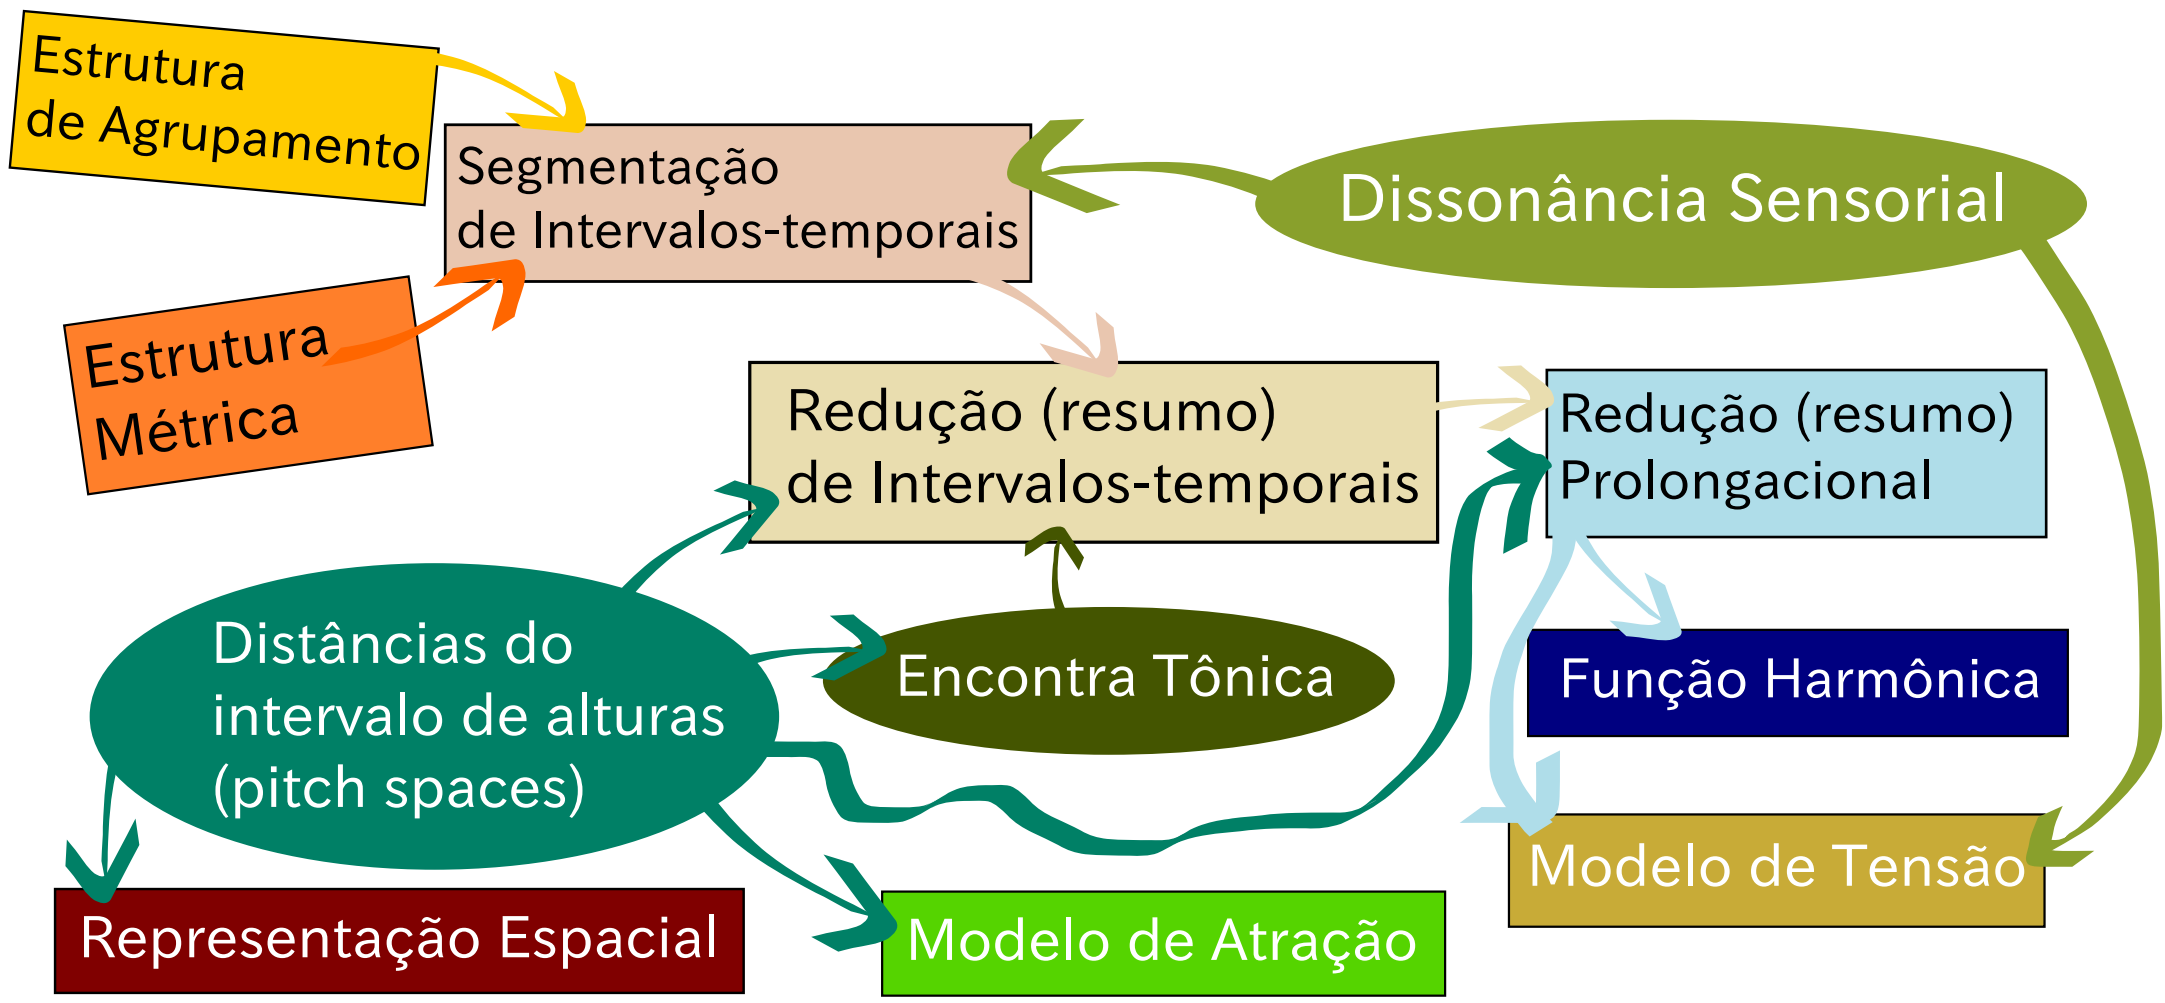 Estrutura
de Agrupamento
Segmentação
de Intervalos-temporais
Dissonância Sensorial
Estrutura
Métrica
Redução (resumo)
de Intervalos-temporais
Redução (resumo)
Prolongacional
Distâncias do
intervalo de alturas
(pitch spaces)
Encontra Tônica
Função Harmônica
Modelo de Tensão
Representação Espacial
Modelo de Atração